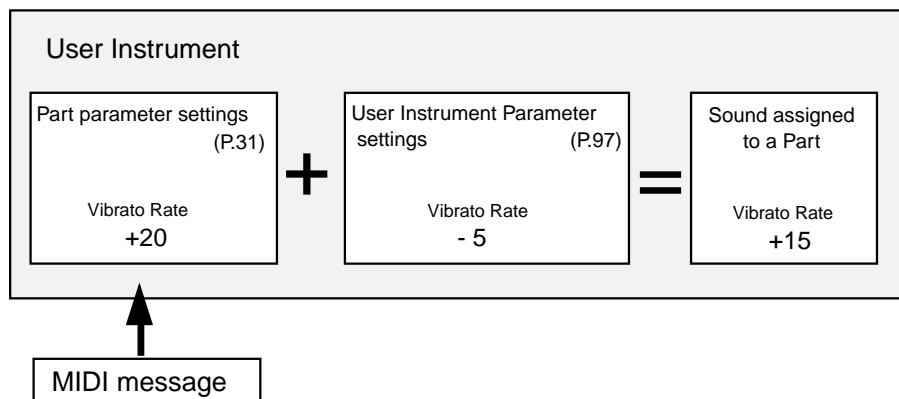 User Instrument
Part parameter settings
(P.31)
Vibrato Rate
+20
+
User Instrument Parameter
settings (P.97)
Vibrato Rate
- 5
=
Sound assigned
to a Part
Vibrato Rate
+15
MIDI message